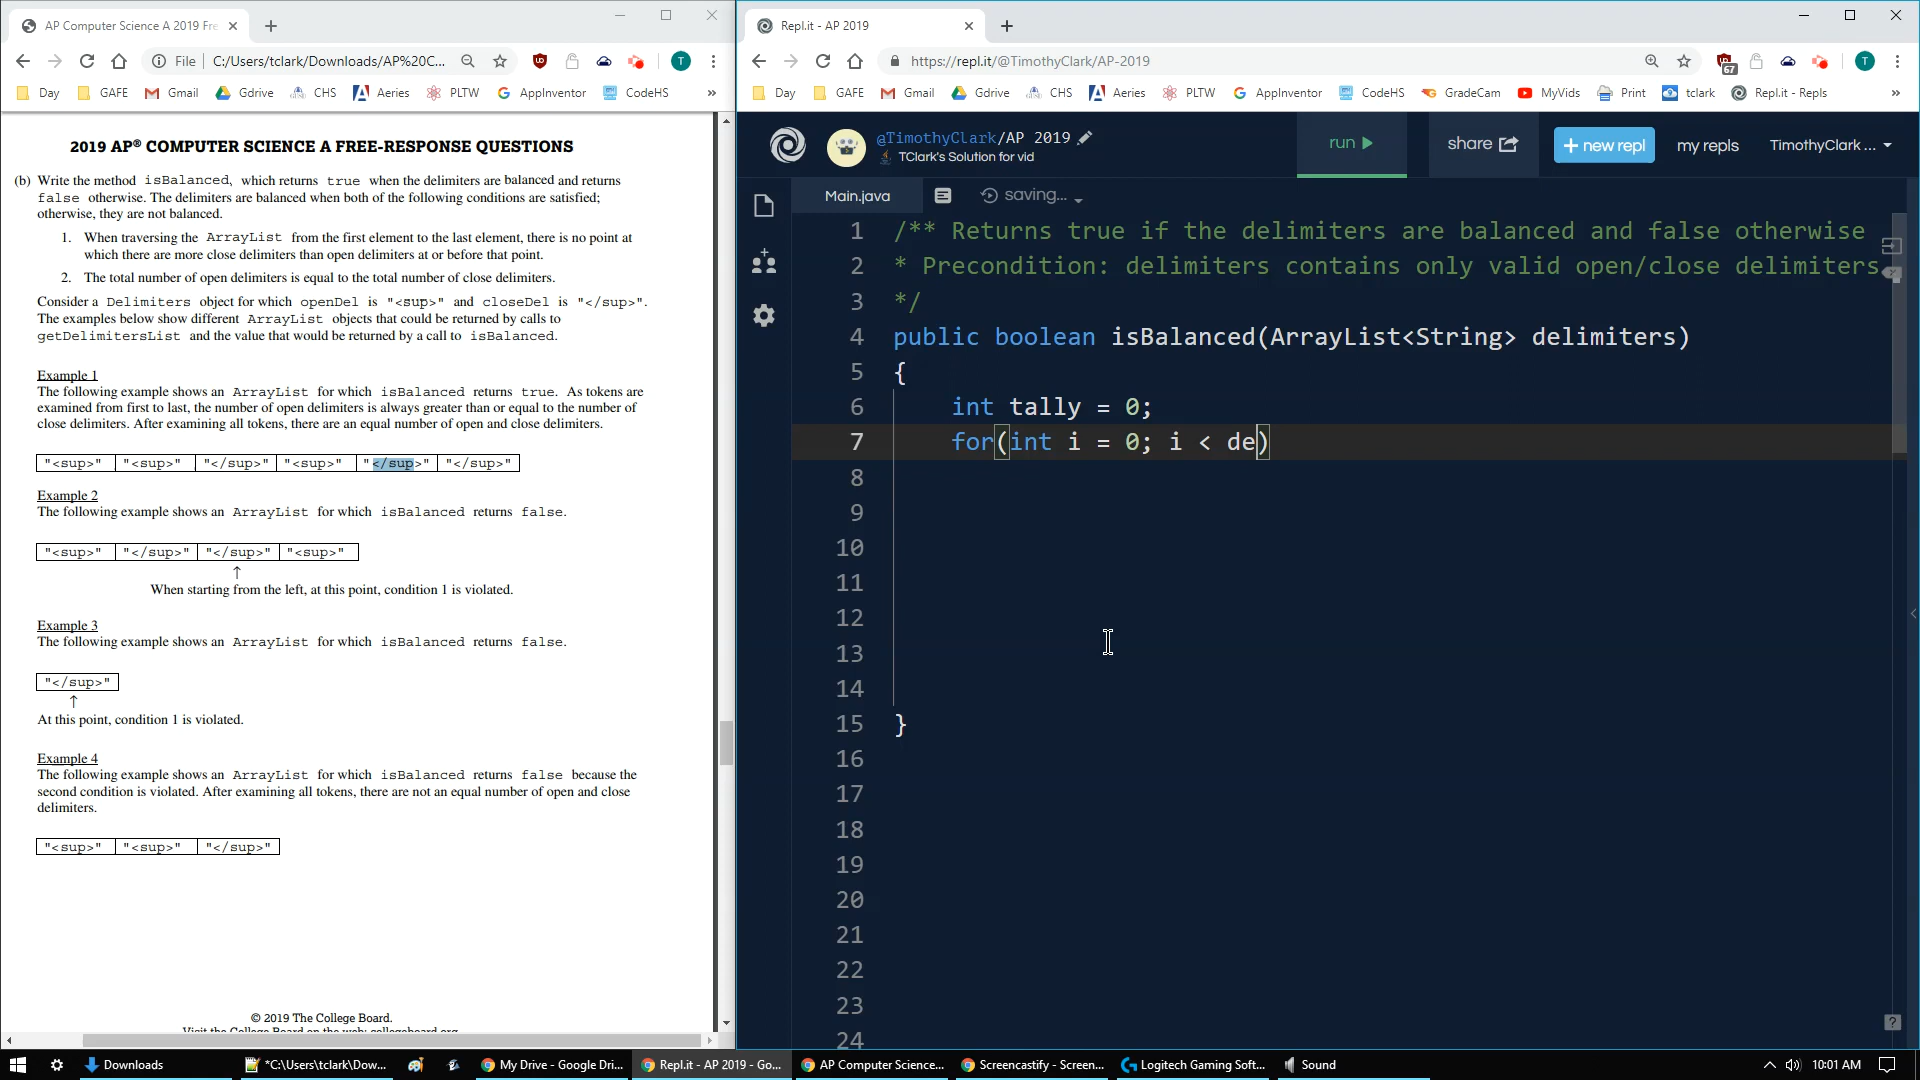 AP Computer Science A 2019 Fre
File C:/Users/tclark/Downloads/AP%20C...
Day GAFE Gmail Gdrive CHS Aeries PLTW AppInventor CodeHS »
2019 AP® COMPUTER SCIENCE A FREE-RESPONSE QUESTIONS
(b) Write the method isBalanced, which returns true when the delimiters are balanced and returns
false otherwise. The delimiters are balanced when both of the following conditions are satisfied;
otherwise, they are not balanced.
1. When traversing the ArrayList from the first element to the last element, there is no point at
which there are more close delimiters than open delimiters at or before that point.
2. The total number of open delimiters is equal to the total number of close delimiters.
Consider a Delimiters object for which openDel is "<sup>" and closeDel is "</sup>".
The examples below show different ArrayList objects that could be returned by calls to
getDelimitersList and the value that would be returned by a call to isBalanced.
Example 1
The following example shows an ArrayList for which isBalanced returns true. As tokens are
examined from first to last, the number of open delimiters is always greater than or equal to the number of
close delimiters. After examining all tokens, there are an equal number of open and close delimiters.
"<sup>" "<sup>" "</sup>" "<sup>" "</sup>" "</sup>"
Example 2
The following example shows an ArrayList for which isBalanced returns false.
"<sup>" "</sup>" "</sup>" "<sup>"
↑
When starting from the left, at this point, condition 1 is violated.
Example 3
The following example shows an ArrayList for which isBalanced returns false.
"</sup>"
↑
At this point, condition 1 is violated.
Example 4
The following example shows an ArrayList for which isBalanced returns false because the
second condition is violated. After examining all tokens, there are not an equal number of open and close
delimiters.
"<sup>" "<sup>" "</sup>"
© 2019 The College Board.
Visit the College Board on the web: collegeboard.org
Repl.it - AP 2019
https://repl.it/@TimothyClark/AP-2019
67
T
Day GAFE Gmail Gdrive CHS Aeries PLTW AppInventor CodeHS GradeCam MyVids Print tclark Repl.it - Repls »
@TimothyClark/AP 2019
TClark's Solution for vid
run
share
+ new repl
my repls
TimothyClark ...
Main.java
saving...
1 /** Returns true if the delimiters are balanced and false otherwise
2 * Precondition: delimiters contains only valid open/close delimiters
3 */
4 public boolean isBalanced(ArrayList<String> delimiters)
5 {
6 int tally = 0;
7 for(int i = 0; i < de)
8
9
10
11
12
13
14
15 }
16
17
18
19
20
21
22
23
24
Downloads
*C:\Users\tclark\Dow...
My Drive - Google Dri...
Repl.it - AP 2019 - Go...
AP Computer Science...
Screencastify - Screen...
Logitech Gaming Soft...
Sound
10:01 AM